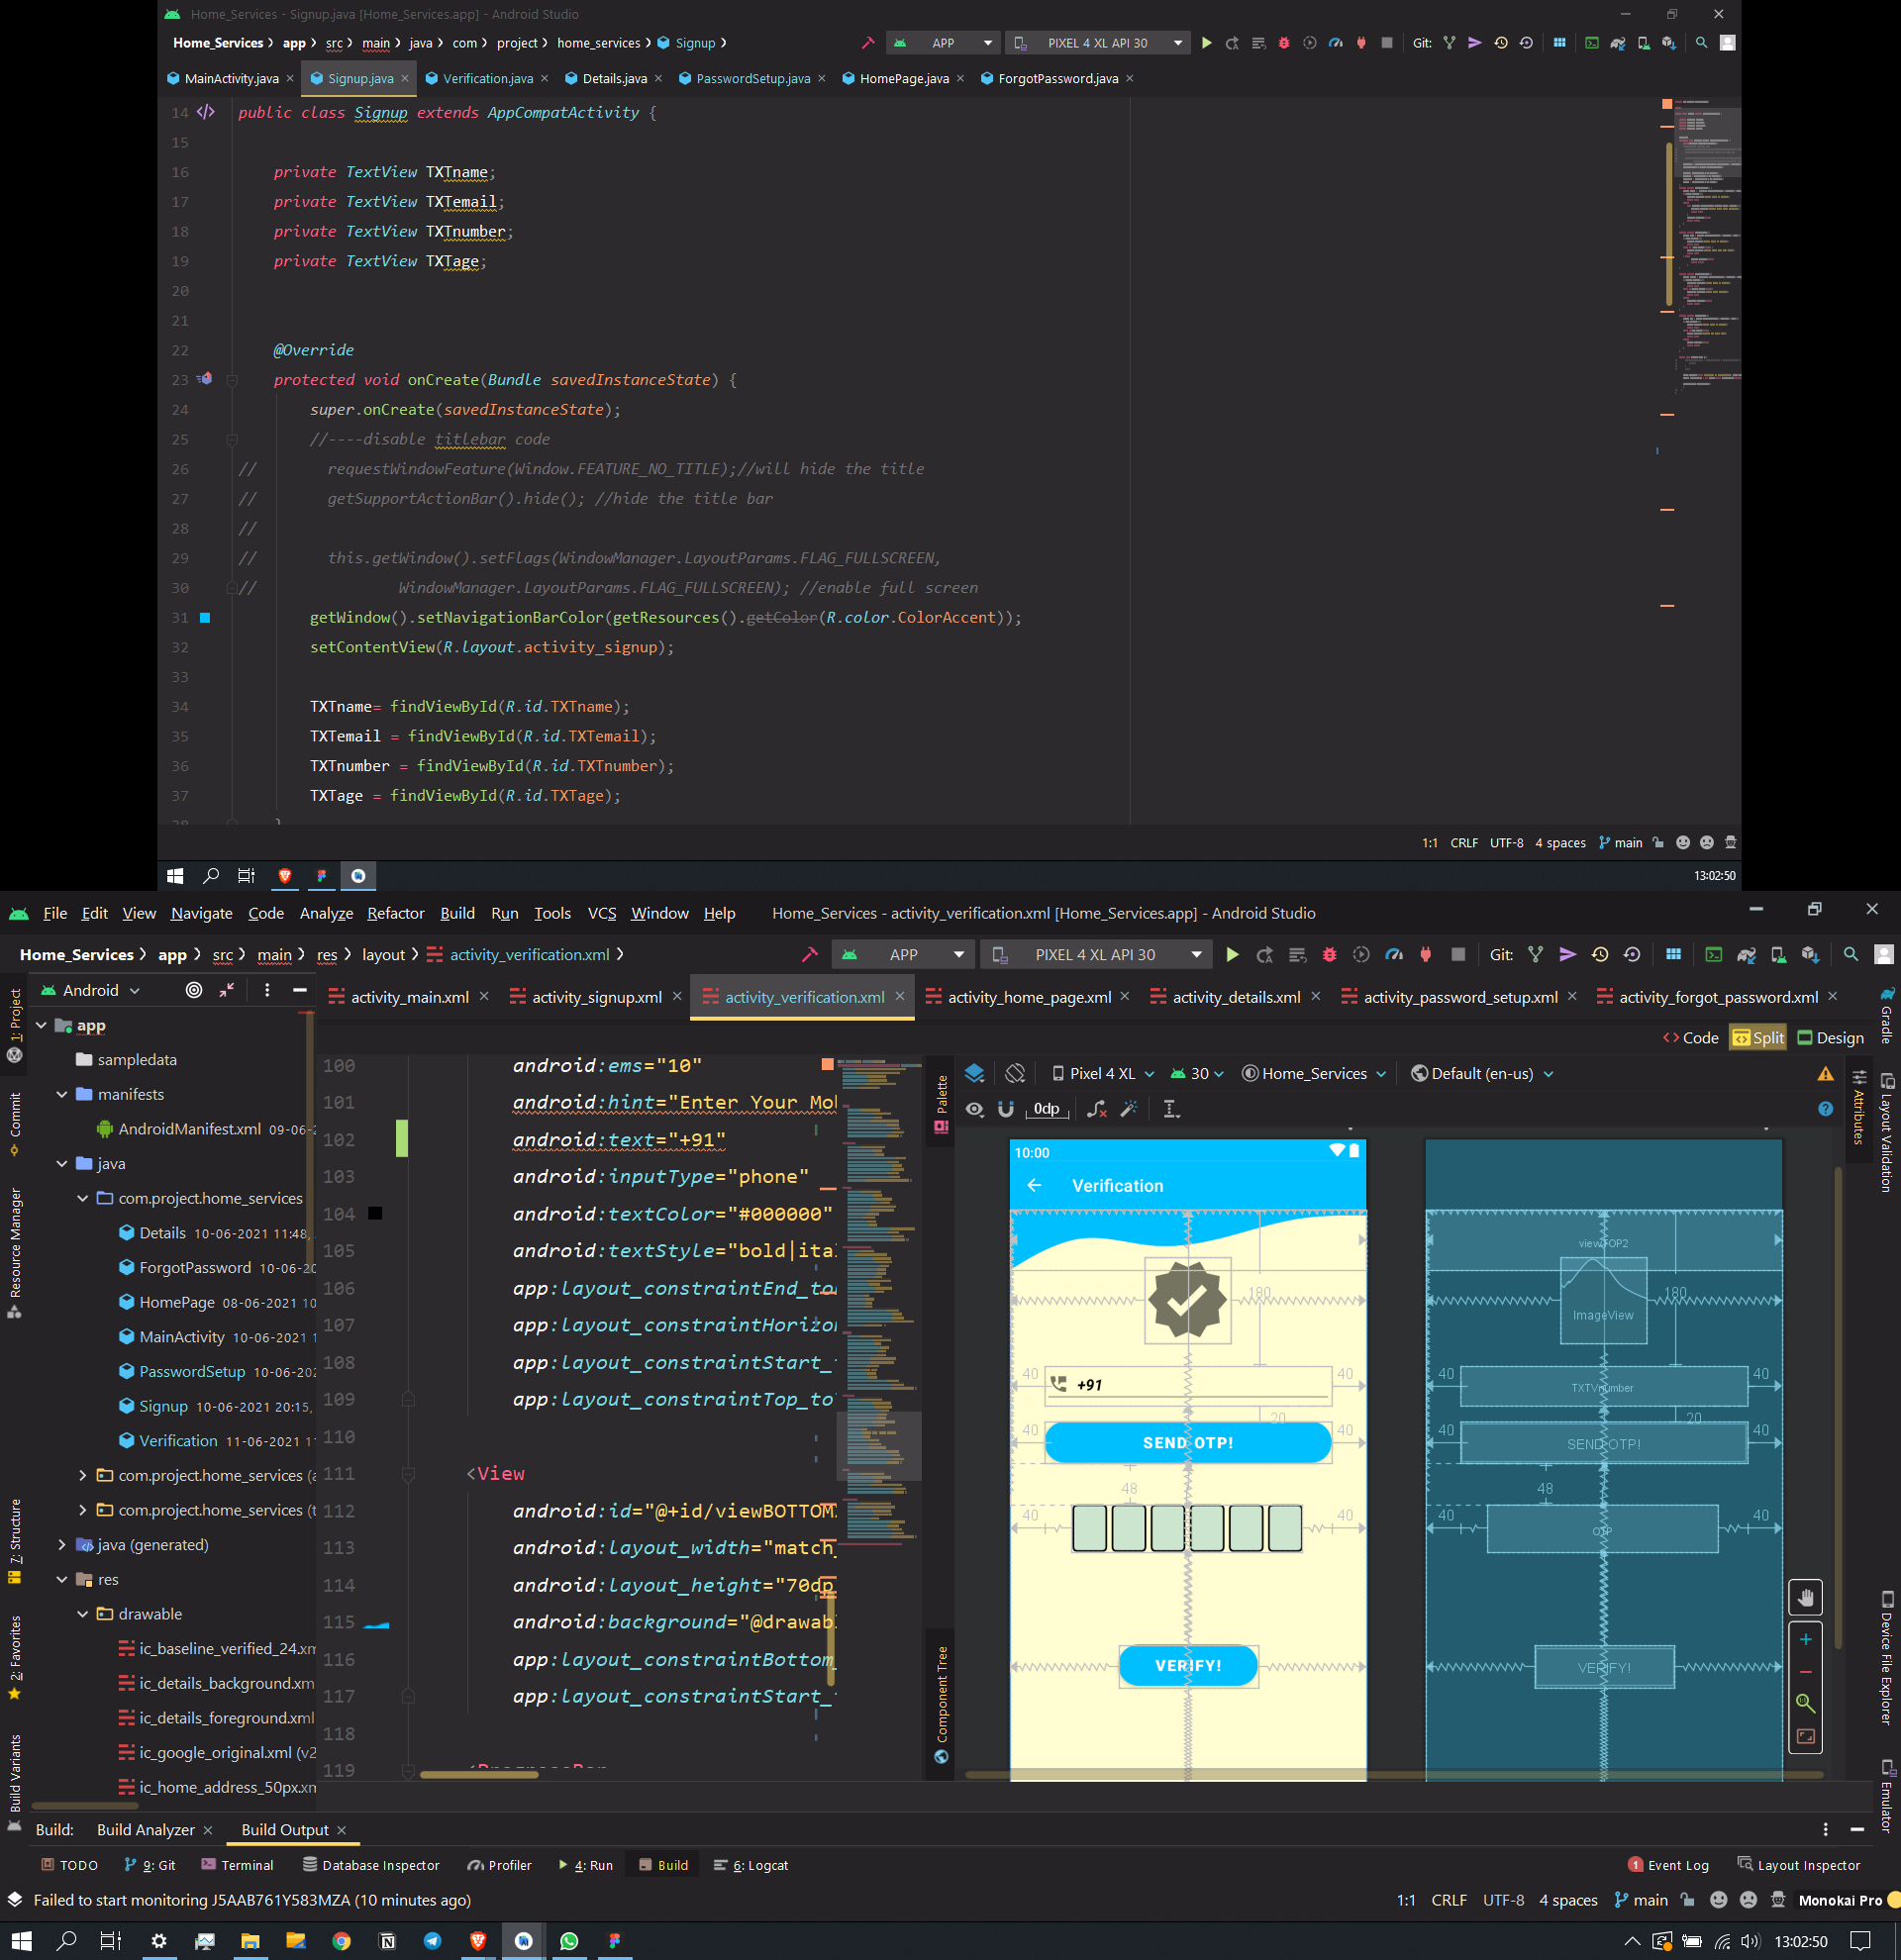 Home_Services - Signup.java [Home_Services.app] - Android Studio
Home_Services app src main java com project home_services Signup APP PIXEL 4 XL API 30 Git:
MainActivity.java Signup.java Verification.java Details.java PasswordSetup.java HomePage.java ForgotPassword.java
14 public class Signup extends AppCompatActivity {
15
16 private TextView TXTname;
17 private TextView TXTemail;
18 private TextView TXTnumber;
19 private TextView TXTage;
20
21
22 @Override
23 protected void onCreate(Bundle savedInstanceState) {
24 super.onCreate(savedInstanceState);
25 //----disable titlebar code
26 // requestWindowFeature(Window.FEATURE_NO_TITLE);//will hide the title
27 // getSupportActionBar().hide(); //hide the title bar
28 //
29 // this.getWindow().setFlags(WindowManager.LayoutParams.FLAG_FULLSCREEN,
30 // WindowManager.LayoutParams.FLAG_FULLSCREEN); //enable full screen
31 getWindow().setNavigationBarColor(getResources().getColor(R.color.ColorAccent));
32 setContentView(R.layout.activity_signup);
33
34 TXTname= findViewById(R.id.TXTname);
35 TXTemail = findViewById(R.id.TXTemail);
36 TXTnumber = findViewById(R.id.TXTnumber);
37 TXTage = findViewById(R.id.TXTage);
1:1 CRLF UTF-8 4 spaces main
13:02:50
File Edit View Navigate Code Analyze Refactor Build Run Tools VCS Window Help Home_Services - activity_verification.xml [Home_Services.app] - Android Studio
Home_Services app src main res layout activity_verification.xml APP PIXEL 4 XL API 30 Git:
Android activity_main.xml activity_signup.xml activity_verification.xml activity_home_page.xml activity_details.xml activity_password_setup.xml activity_forgot_password.xml
Code Split Design
1: Project
Commit
Resource Manager
7: Structure
2: Favorites
Build Variants
app
sampledata
manifests
AndroidManifest.xml 09-06-2
java
com.project.home_services
Details 10-06-2021 11:48,
ForgotPassword 10-06-20
HomePage 08-06-2021 10
MainActivity 10-06-2021 1
PasswordSetup 10-06-202
Signup 10-06-2021 20:15,
Verification 11-06-2021 1
com.project.home_services (a
com.project.home_services (t
java (generated)
res
drawable
ic_baseline_verified_24.xm
ic_details_background.xm
ic_details_foreground.xml
ic_google_original.xml (v2
ic_home_address_50px.xm
100 android:ems="10"
101 android:hint="Enter Your Mo
102 android:text="+91"
103 android:inputType="phone"
104 android:textColor="#000000"
105 android:textStyle="bold|ita
106 app:layout_constraintEnd_to
107 app:layout_constraintHorizon
108 app:layout_constraintStart_
109 app:layout_constraintTop_to
110
111 <View
112 android:id="@+id/viewBOTTOM
113 android:layout_width="match_
114 android:layout_height="70dp
115 android:background="@drawab
116 app:layout_constraintBottom_
117 app:layout_constraintStart_
118
119 <ProgressBar
Palette
Component Tree
Pixel 4 XL 30 Home_Services Default (en-us)
0dp
10:00
Verification
180
40 +91 40
20
40 SEND OTP! 40
48
40 40
VERIFY!
viewTOP2
ImageView
180
40 TXTVnumber 40
20
40 SEND OTP! 40
48
40 OTP 40
VERIFY!
Attributes
Gradle
Layout Validation
Device File Explorer
Emulator
Build: Build Analyzer Build Output
TODO 9: Git Terminal Database Inspector Profiler 4: Run Build 6: Logcat 1 Event Log Layout Inspector
Failed to start monitoring J5AAB761Y583MZA (10 minutes ago) 1:1 CRLF UTF-8 4 spaces main Monokai Pro
13:02:50